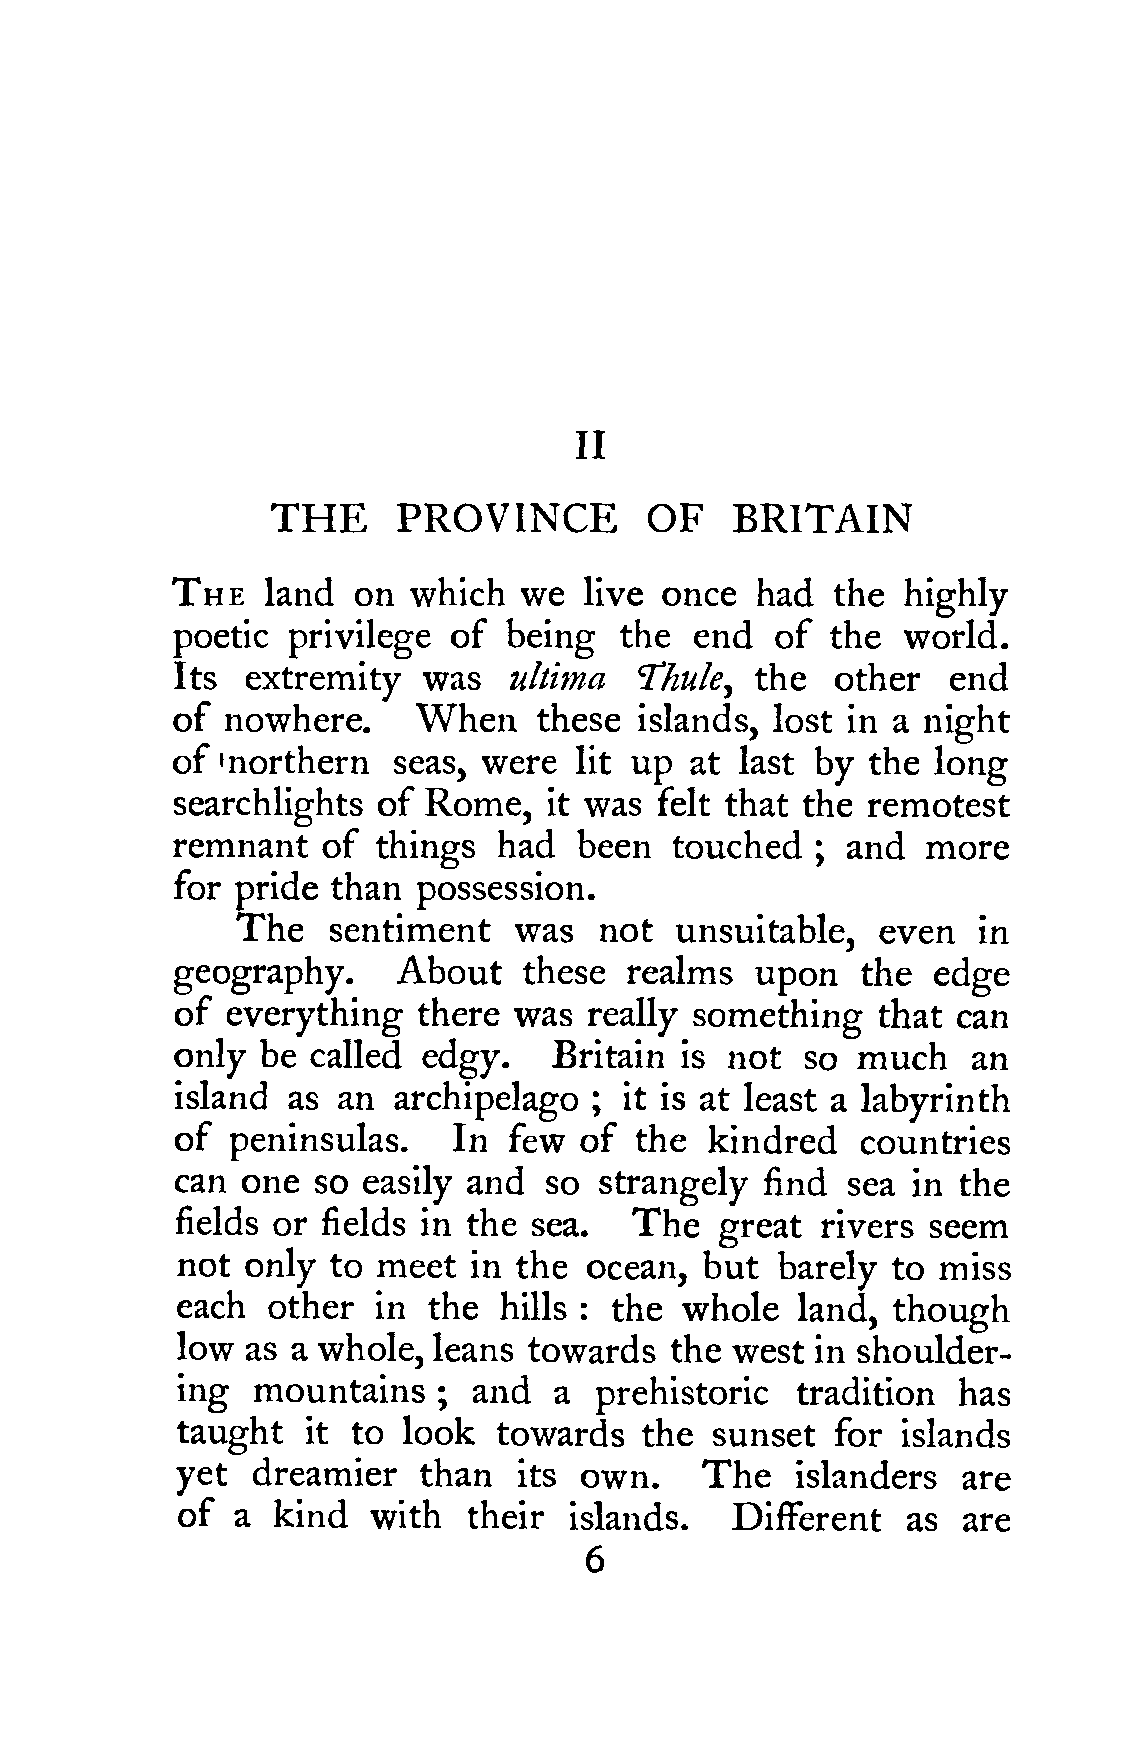 II
THE PROVINCE OF BRITAIN
THE land on which we live once had the highly
poetic privilege of being the end of the world.
Its extremity was ultima Thule, the other end
of nowhere. When these islands, lost in a night
of northern seas, were lit up at last by the long
searchlights of Rome, it was felt that the remotest
remnant of things had been touched ; and more
for pride than possession.
The sentiment was not unsuitable, even in
geography. About these realms upon the edge
of everything there was really something that can
only be called edgy. Britain is not so much an
island as an archipelago ; it is at least a labyrinth
of peninsulas. In few of the kindred countries
can one so easily and so strangely find sea in the
fields or fields in the sea. The great rivers seem
not only to meet in the ocean, but barely to miss
each other in the hills : the whole land, though
low as a whole, leans towards the west in shoulder-
ing mountains ; and a prehistoric tradition has
taught it to look towards the sunset for islands
yet dreamier than its own. The islanders are
of a kind with their islands. Different as are
6